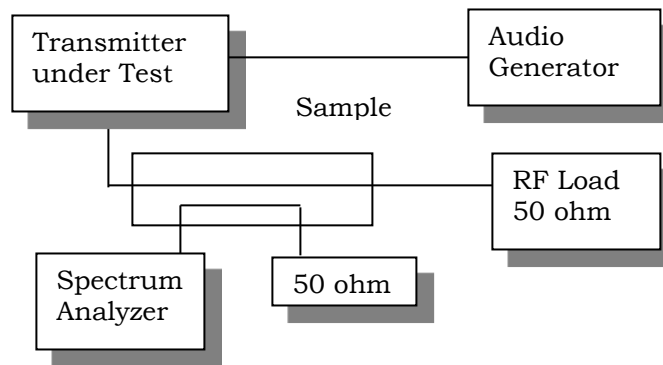 Transmitter
under Test
Audio
Generator
Sample
RF Load
50 ohm
Spectrum
Analyzer
50 ohm